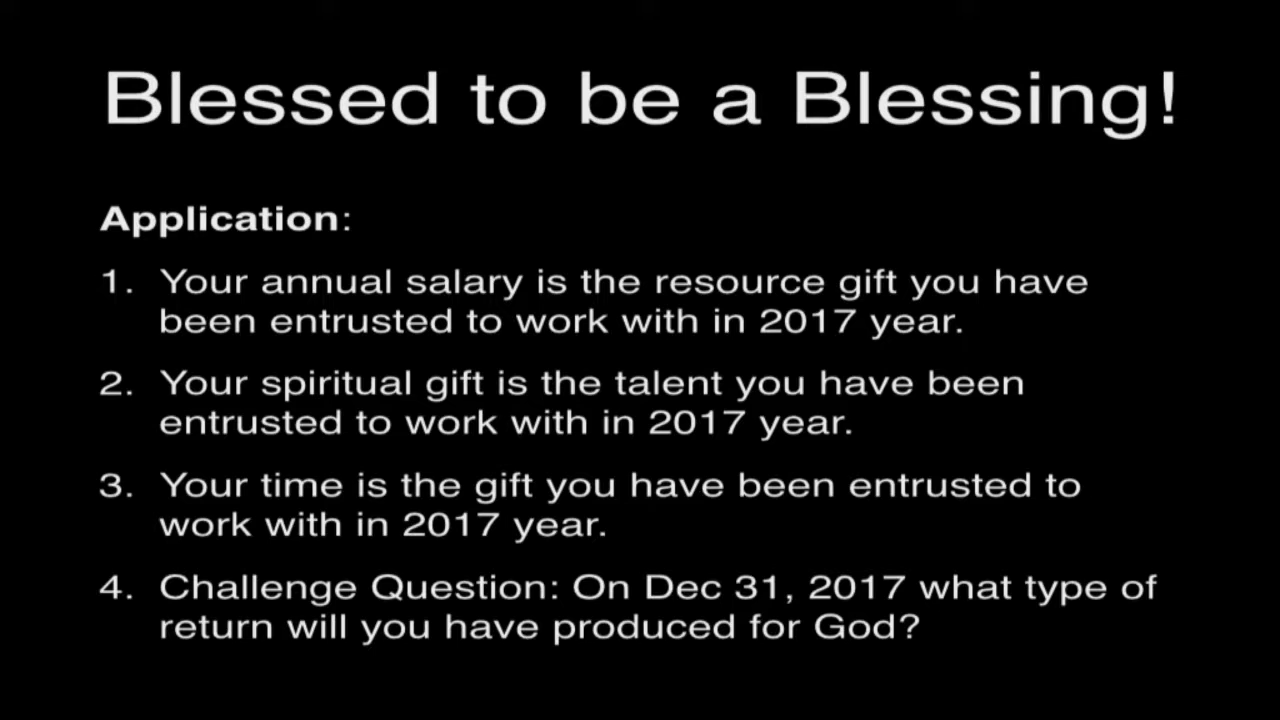 Blessed to be a Blessing!
Application:
1. Your annual salary is the resource gift you have
been entrusted to work with in 2017 year.
2. Your spiritual gift is the talent you have been
entrusted to work with in 2017 year.
3. Your time is the gift you have been entrusted to
work with in 2017 year.
4. Challenge Question: On Dec 31, 2017 what type of
return will you have produced for God?